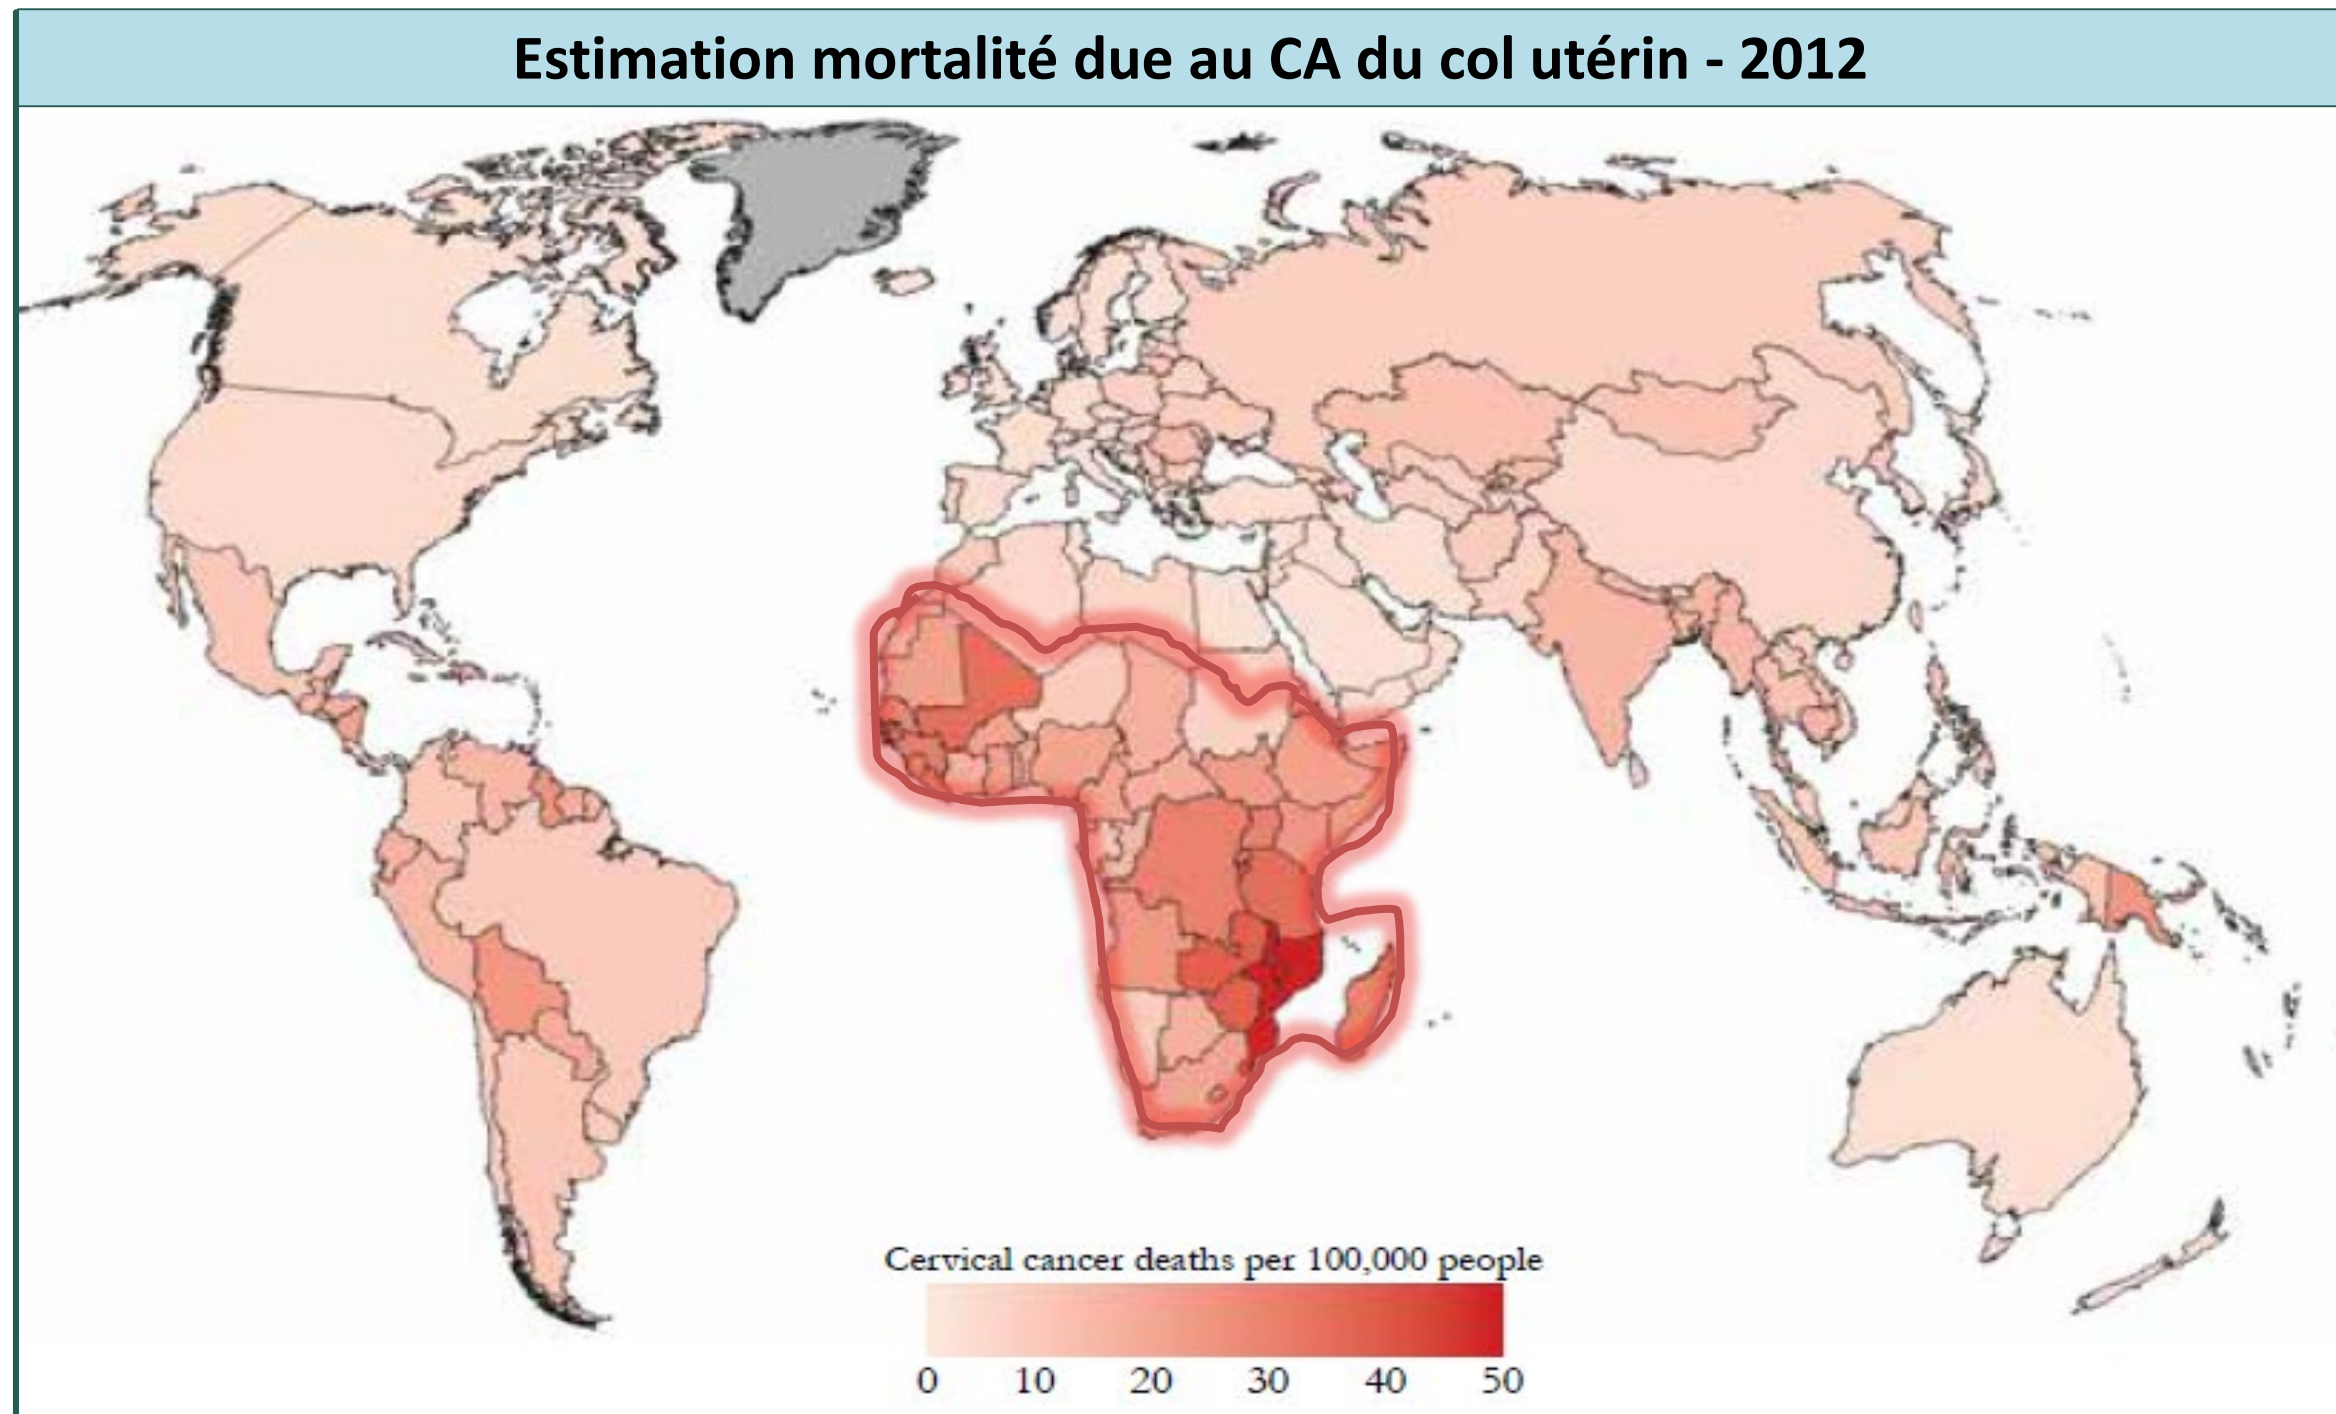 Estimation mortalité due au CA du col utérin - 2012
Cervical cancer deaths per 100,000 people
0 10 20 30 40 50